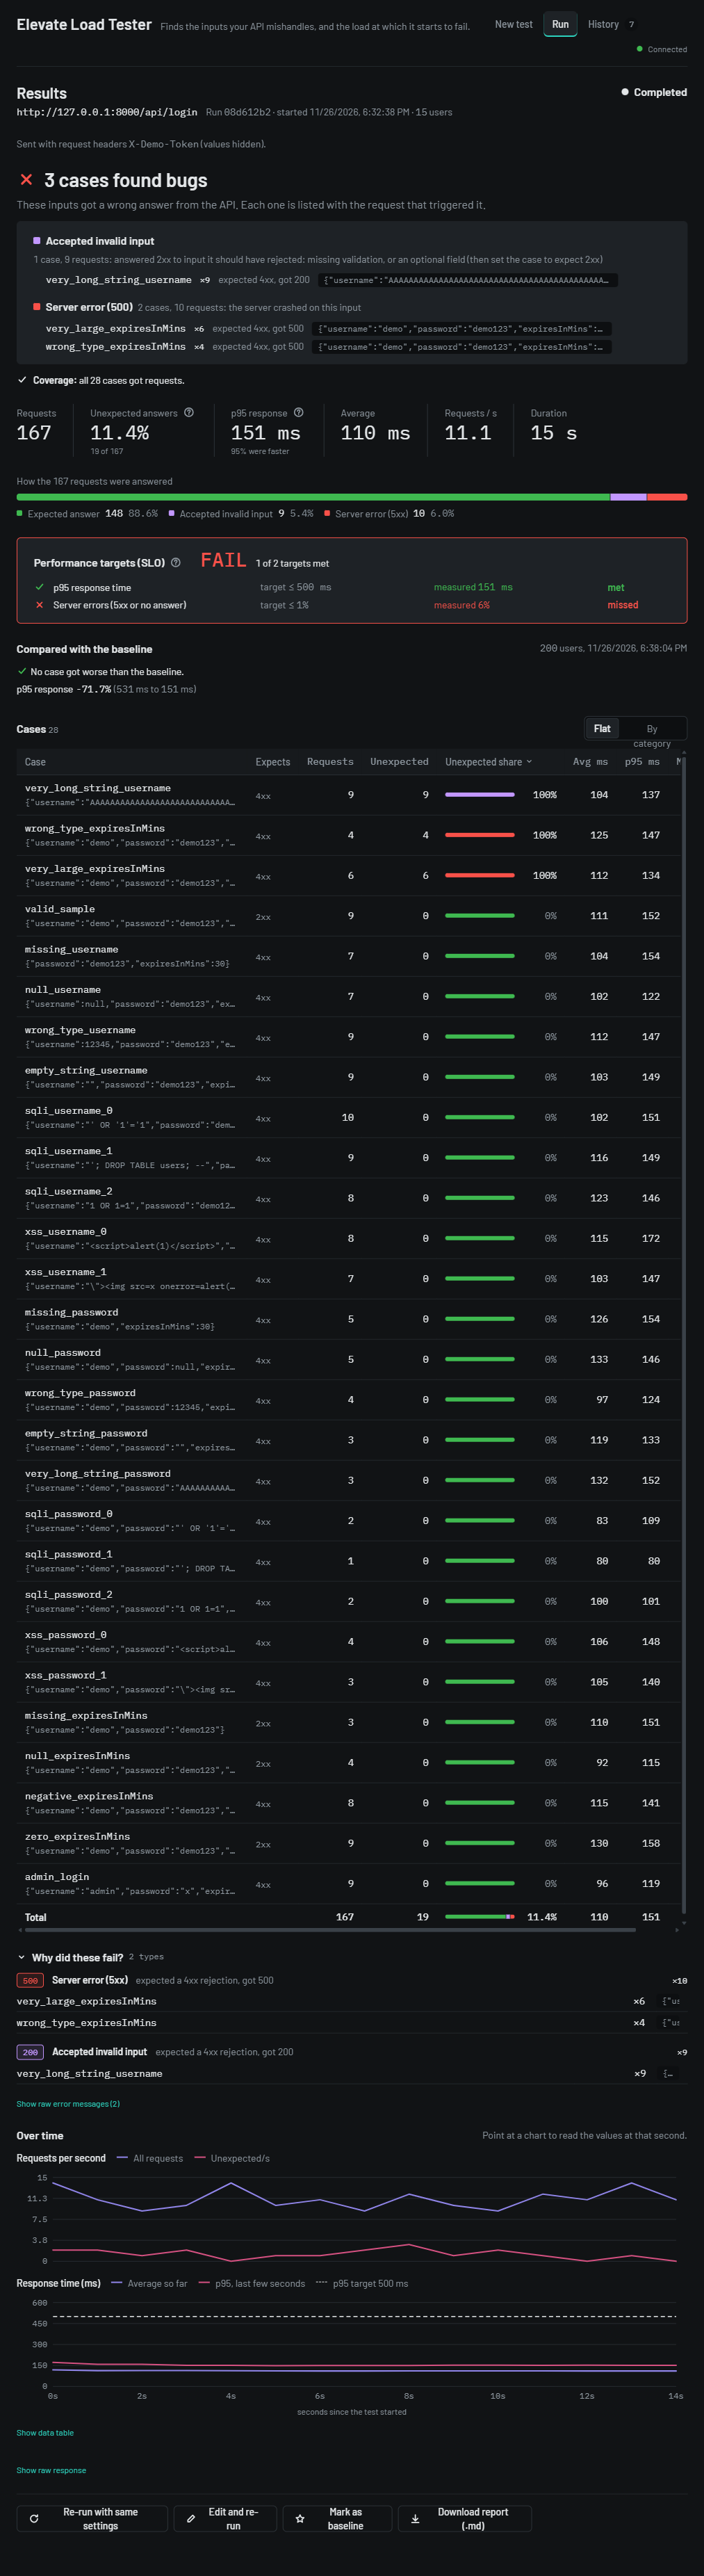 Elevate Load Tester Finds the inputs your API mishandles, and the load at which it starts to fail. New test Run History 7
Connected
Results Completed
http://127.0.0.1:8000/api/login Run 08d612b2 · started 11/26/2026, 6:32:38 PM · 15 users
Sent with request headers X-Demo-Token (values hidden).
3 cases found bugs
These inputs got a wrong answer from the API. Each one is listed with the request that triggered it.
Accepted invalid input
1 case, 9 requests: answered 2xx to input it should have rejected: missing validation, or an optional field (then set the case to expect 2xx)
very_long_string_username ×9 expected 4xx, got 200 {"username":"AAAAAAAAAAAAAAAAAAAAAAAAAAAAAAAAAAAAAAAAAAAA…
Server error (500) 2 cases, 10 requests: the server crashed on this input
very_large_expiresInMins ×6 expected 4xx, got 500 {"username":"demo","password":"demo123","expiresInMins":…
wrong_type_expiresInMins ×4 expected 4xx, got 500 {"username":"demo","password":"demo123","expiresInMins":…
Coverage: all 28 cases got requests.
Requests Unexpected answers p95 response Average Requests / s Duration
167 11.4% 151 ms 110 ms 11.1 15 s
19 of 167 95% were faster
How the 167 requests were answered
Expected answer 148 88.6% Accepted invalid input 9 5.4% Server error (5xx) 10 6.0%
Performance targets (SLO) FAIL 1 of 2 targets met
p95 response time target ≤ 500 ms measured 151 ms met
Server errors (5xx or no answer) target ≤ 1% measured 6% missed
Compared with the baseline 200 users, 11/26/2026, 6:38:04 PM
No case got worse than the baseline.
p95 response -71.7% (531 ms to 151 ms)
Cases 28 Flat By category
Case Expects Requests Unexpected Unexpected share Avg ms p95 ms
very_long_string_username 4xx 9 9 100% 104 137
{"username":"AAAAAAAAAAAAAAAAAAAAAAAAAAAA…
wrong_type_expiresInMins 4xx 4 4 100% 125 147
{"username":"demo","password":"demo123","…
very_large_expiresInMins 4xx 6 6 100% 112 134
{"username":"demo","password":"demo123","…
valid_sample 2xx 9 0 0% 111 152
{"username":"demo","password":"demo123","…
missing_username 4xx 7 0 0% 104 154
{"password":"demo123","expiresInMins":30}
null_username 4xx 7 0 0% 102 122
{"username":null,"password":"demo123","ex…
wrong_type_username 4xx 9 0 0% 112 147
{"username":12345,"password":"demo123","e…
empty_string_username 4xx 9 0 0% 103 149
{"username":"","password":"demo123","expi…
sqli_username_0 4xx 10 0 0% 102 151
{"username":"' OR '1'='1","password":"dem…
sqli_username_1 4xx 9 0 0% 116 149
{"username":"'; DROP TABLE users; --","pa…
sqli_username_2 4xx 8 0 0% 123 146
{"username":"1 OR 1=1","password":"demo12…
xss_username_0 4xx 8 0 0% 115 172
{"username":"<script>alert(1)</script>","…
xss_username_1 4xx 7 0 0% 103 147
{"username":"\"><img src=x onerror=alert(…
missing_password 4xx 5 0 0% 126 154
{"username":"demo","expiresInMins":30}
null_password 4xx 5 0 0% 133 146
{"username":"demo","password":null,"expir…
wrong_type_password 4xx 4 0 0% 97 124
{"username":"demo","password":12345,"expi…
empty_string_password 4xx 3 0 0% 119 133
{"username":"demo","password":"","expires…
very_long_string_password 4xx 3 0 0% 132 152
{"username":"demo","password":"AAAAAAAAAA…
sqli_password_0 4xx 2 0 0% 83 109
{"username":"demo","password":"' OR '1'='…
sqli_password_1 4xx 1 0 0% 80 80
{"username":"demo","password":"'; DROP TA…
sqli_password_2 4xx 2 0 0% 100 101
{"username":"demo","password":"1 OR 1=1",…
xss_password_0 4xx 4 0 0% 106 148
{"username":"demo","password":"<script>al…
xss_password_1 4xx 3 0 0% 105 140
{"username":"demo","password":"\"><img sr…
missing_expiresInMins 2xx 3 0 0% 110 151
{"username":"demo","password":"demo123"}
null_expiresInMins 2xx 4 0 0% 92 115
{"username":"demo","password":"demo123","…
negative_expiresInMins 4xx 8 0 0% 115 141
{"username":"demo","password":"demo123","…
zero_expiresInMins 2xx 9 0 0% 130 158
{"username":"demo","password":"demo123","…
admin_login 4xx 9 0 0% 96 119
{"username":"admin","password":"x","expir…
Total 167 19 11.4% 110 151
Why did these fail? 2 types
500 Server error (5xx) expected a 4xx rejection, got 500 ×10
very_large_expiresInMins ×6 {"us
wrong_type_expiresInMins ×4 {"us
200 Accepted invalid input expected a 4xx rejection, got 200 ×9
very_long_string_username ×9 {…
Show raw error messages (2)
Over time Point at a chart to read the values at that second.
Requests per second All requests Unexpected/s
15
11.3
7.5
3.8
0
Response time (ms) Average so far p95, last few seconds p95 target 500 ms
600
450
300
150
0
0s 2s 4s 6s 8s 10s 12s 14s
seconds since the test started
Show data table
Show raw response
Re-run with same settings Edit and re-run Mark as baseline Download report (.md)